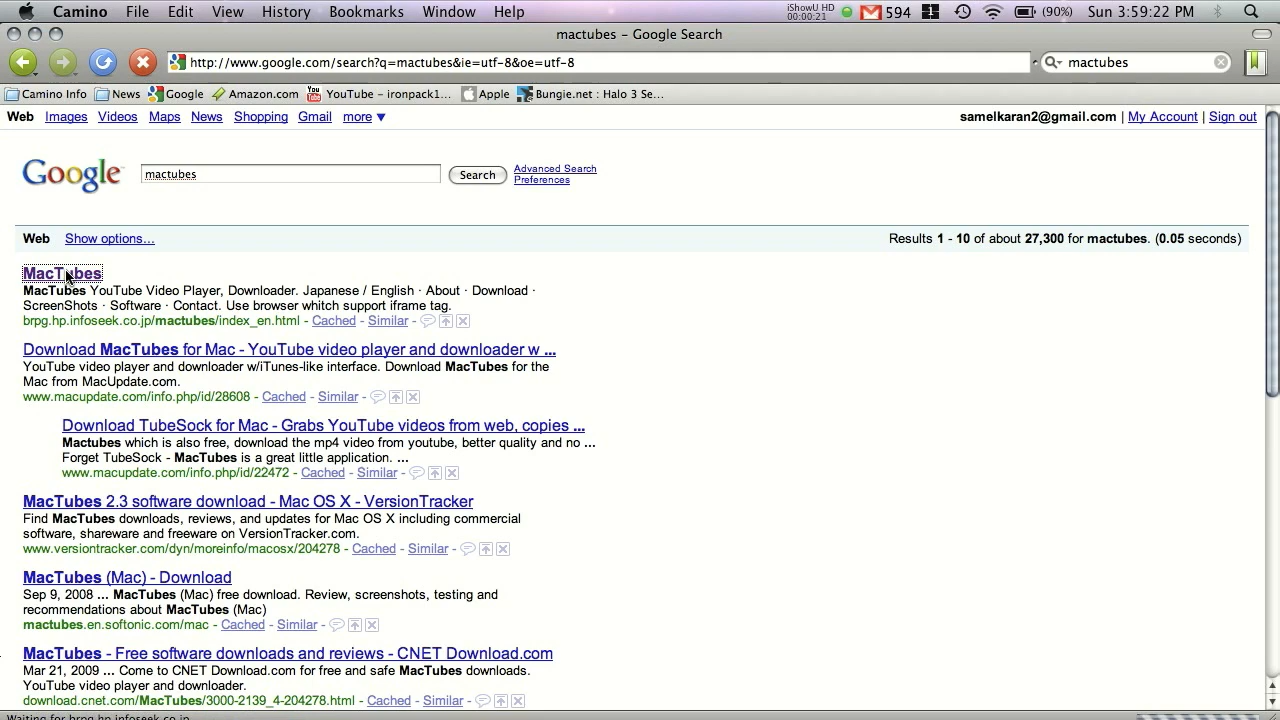 Camino File Edit View History Bookmarks Window Help iShowU HD 00:00:21 594 1 (90%) Sun 3:59:22 PM
mactubes – Google Search
http://www.google.com/search?q=mactubes&ie=utf-8&oe=utf-8 mactubes
Camino Info News Google Amazon.com YouTube – ironpack1... Apple Bungie.net : Halo 3 Se...
Web Images Videos Maps News Shopping Gmail more ▼ samelkaran2@gmail.com | My Account | Sign out
Google mactubes Search Advanced Search
Preferences
Web Show options... Results 1 - 10 of about 27,300 for mactubes. (0.05 seconds)
MacTubes
MacTubes YouTube Video Player, Downloader. Japanese / English · About · Download ·
ScreenShots · Software · Contact. Use browser whitch support iframe tag.
brpg.hp.infoseek.co.jp/mactubes/index_en.html - Cached - Similar -
Download MacTubes for Mac - YouTube video player and downloader w ...
YouTube video player and downloader w/iTunes-like interface. Download MacTubes for the
Mac from MacUpdate.com.
www.macupdate.com/info.php/id/28608 - Cached - Similar -
Download TubeSock for Mac - Grabs YouTube videos from web, copies ...
Mactubes which is also free, download the mp4 video from youtube, better quality and no ...
Forget TubeSock - MacTubes is a great little application. ...
www.macupdate.com/info.php/id/22472 - Cached - Similar -
MacTubes 2.3 software download - Mac OS X - VersionTracker
Find MacTubes downloads, reviews, and updates for Mac OS X including commercial
software, shareware and freeware on VersionTracker.com.
www.versiontracker.com/dyn/moreinfo/macosx/204278 - Cached - Similar -
MacTubes (Mac) - Download
Sep 9, 2008 ... MacTubes (Mac) free download. Review, screenshots, testing and
recommendations about MacTubes (Mac)
mactubes.en.softonic.com/mac - Cached - Similar -
MacTubes - Free software downloads and reviews - CNET Download.com
Mar 21, 2009 ... Come to CNET Download.com for free and safe MacTubes downloads.
YouTube video player and downloader.
download.cnet.com/MacTubes/3000-2139_4-204278.html - Cached - Similar -
Waiting for brpg.hp.infoseek.co.jp